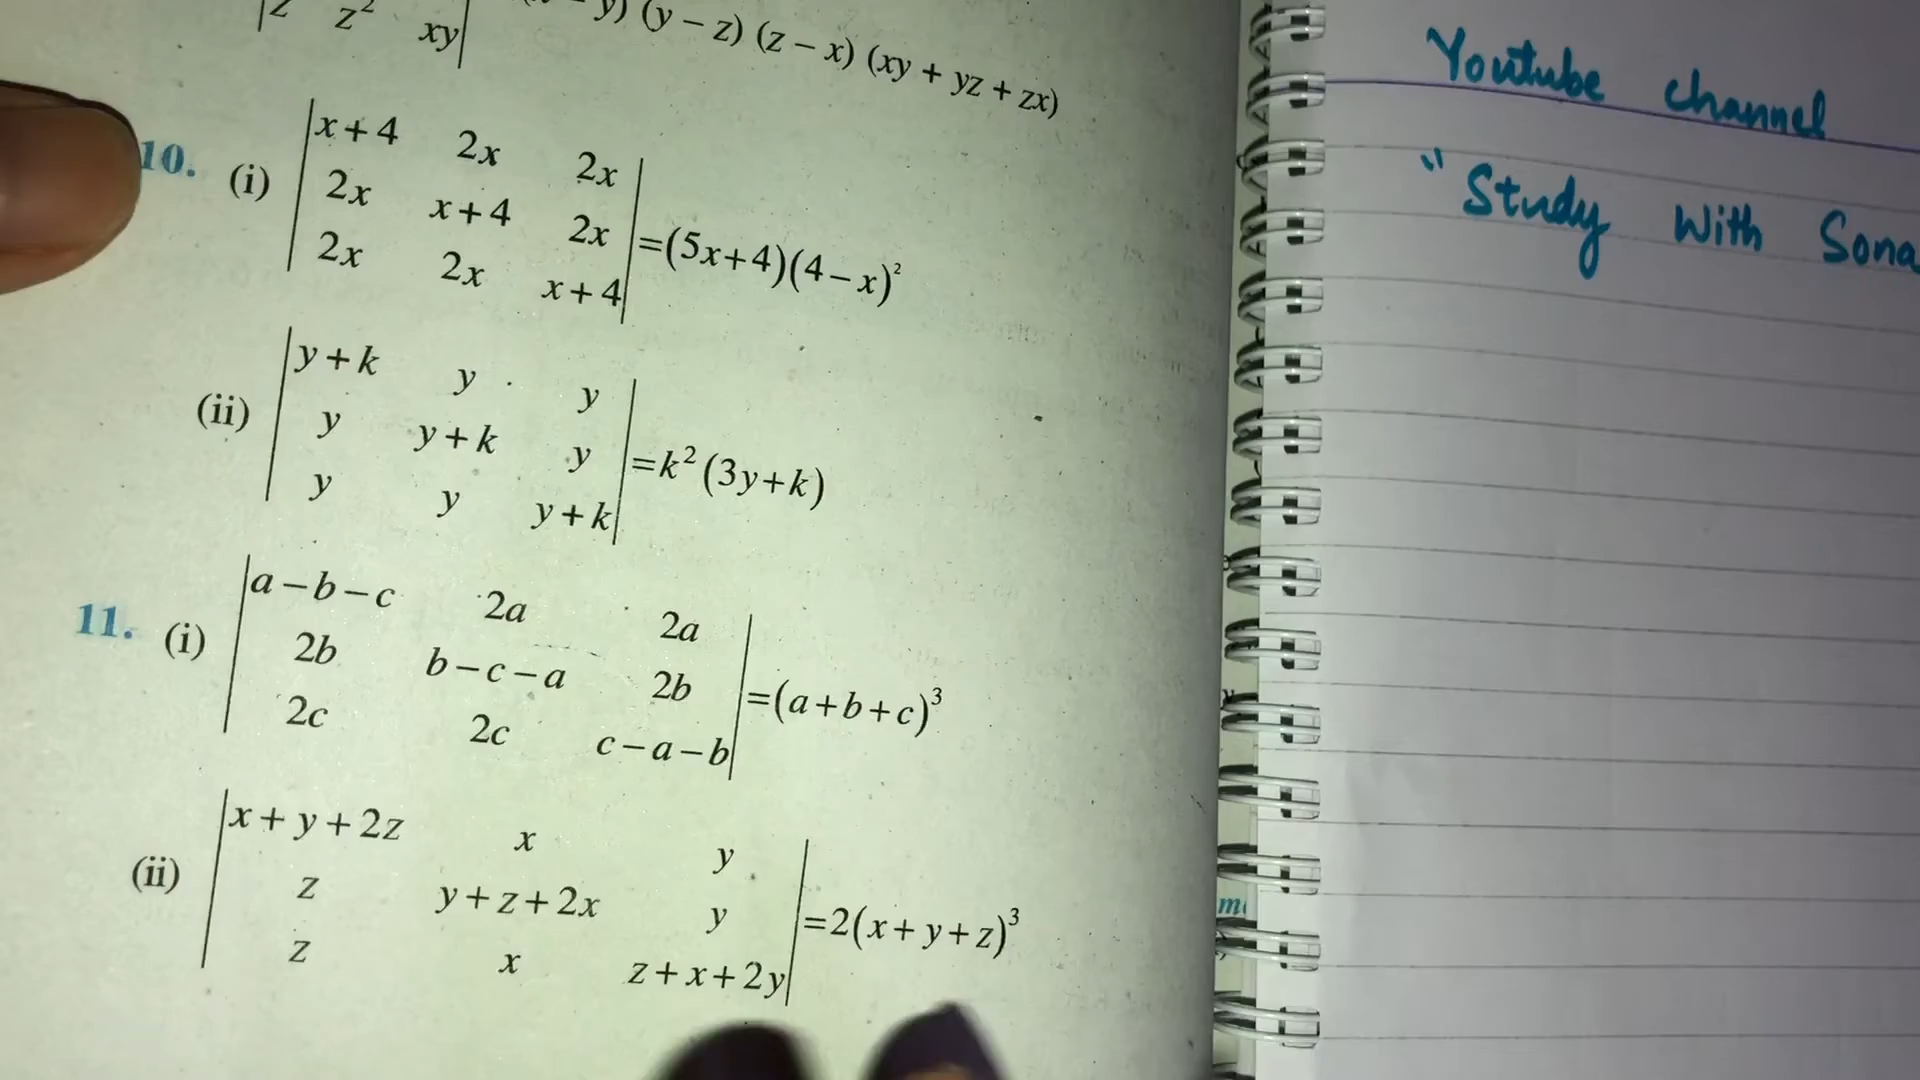 z z² xy y) (y – z) (z – x) (xy + yz + zx)
10. (i) |x+4 2x 2x|
|2x x+4 2x| =(5x+4)(4–x)²
|2x 2x x+4|
(ii) |y+k y y|
|y y+k y| =k²(3y+k)
|y y y+k|
11. (i) |a–b–c 2a 2a|
|2b b–c–a 2b| =(a+b+c)³
|2c 2c c–a–b|
(ii) |x+y+2z x y|
|z y+z+2x y| =2(x+y+z)³
|z x z+x+2y|
Youtube channel
"Study With Sona